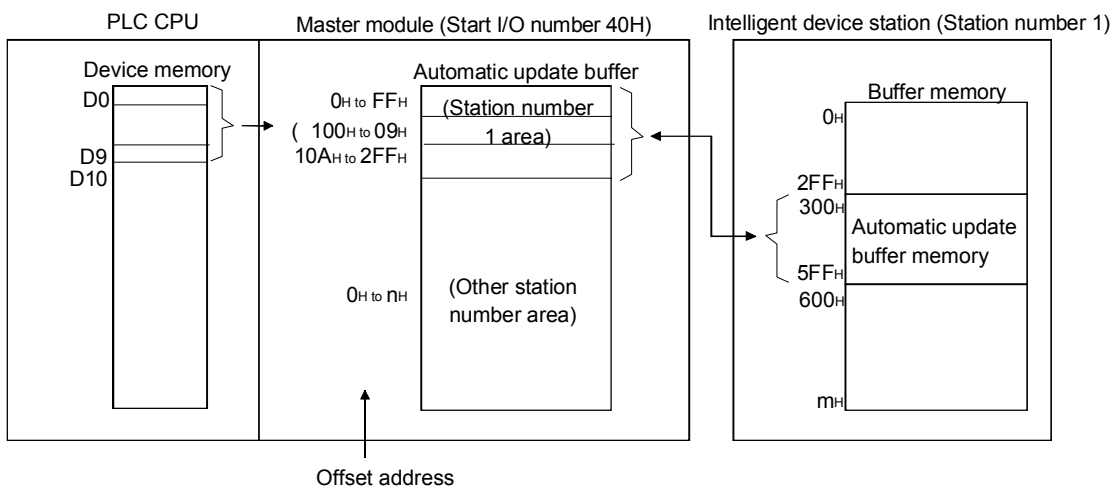 PLC CPU
Master module (Start I/O number 40H)
Intelligent device station (Station number 1)
Device memory
D0
D9
D10
Automatic update buffer
0H to FFH
( 100H to 09H
10AH to 2FFH
(Station number
1 area)
0H to nH
(Other station
number area)
Offset address
Buffer memory
0H
2FFH
300H
Automatic update
buffer memory
5FFH
600H
mH